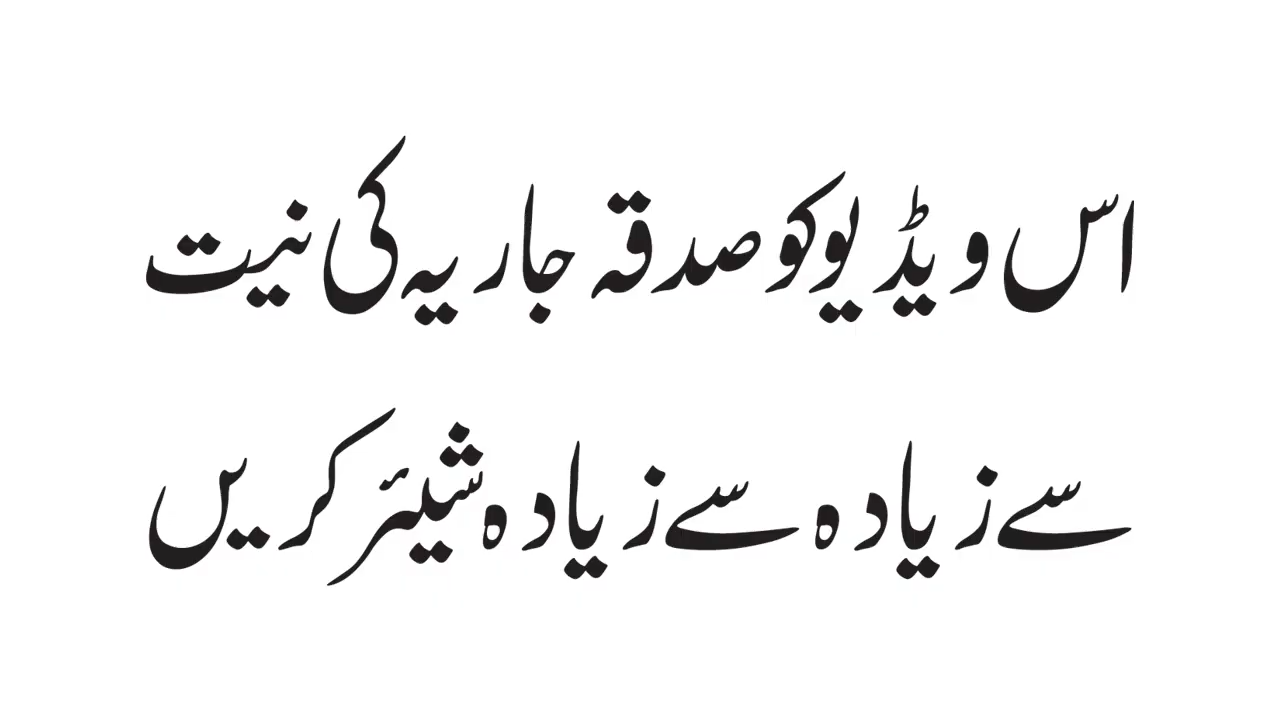 اس ویڈیو کو صدقہ جاریہ کی نیت
سے زیادہ سے زیادہ شیئر کریں